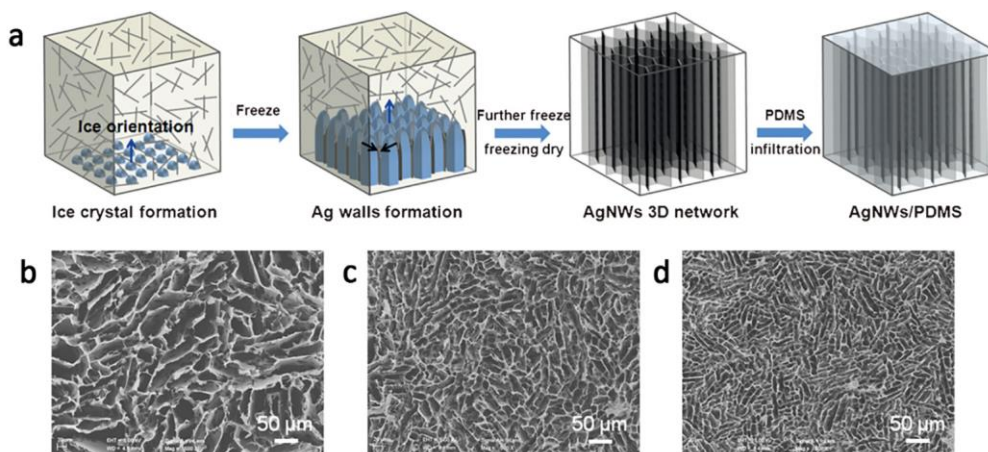 a
Ice orientation
Freeze
Further freeze
freezing dry
PDMS
infiltration
Ice crystal formation
Ag walls formation
AgNWs 3D network
AgNWs/PDMS
b
c
d
50 μm
50 μm
50 μm